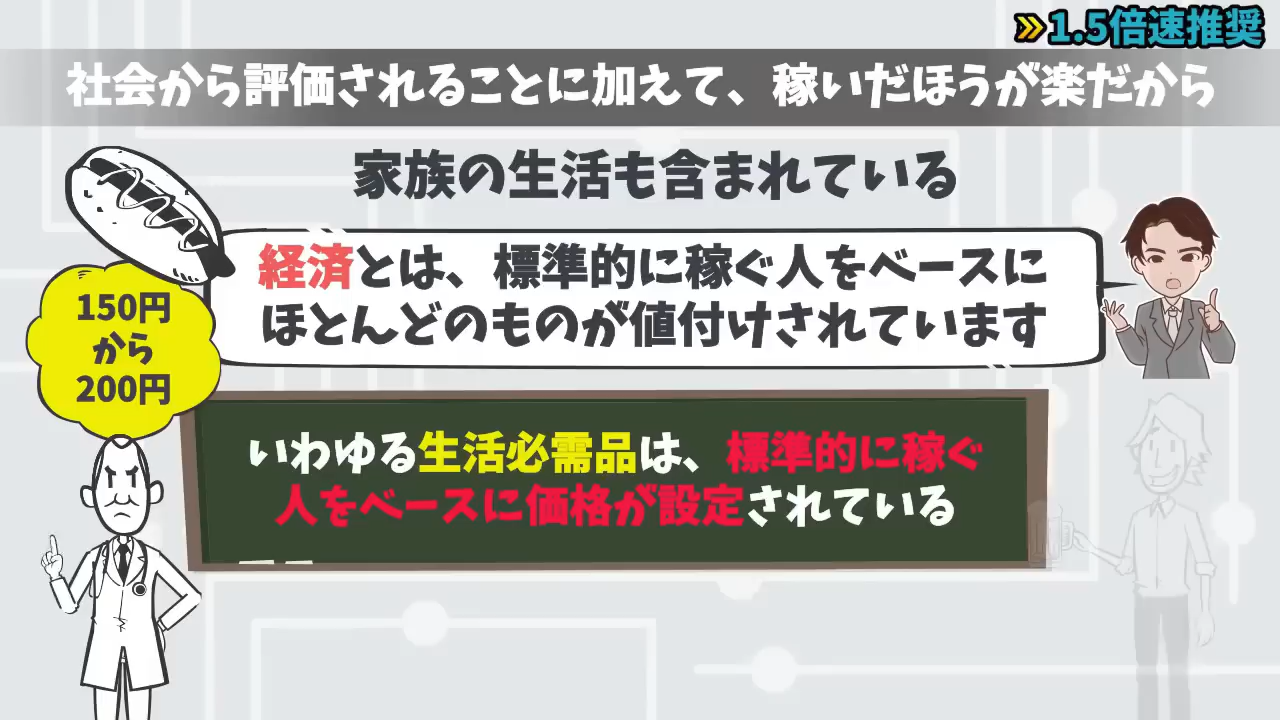 1.5倍速推奨
社会から評価されることに加えて、稼いだほうが楽だから
家族の生活も含まれている
経済とは、標準的に稼ぐ人をベースに
ほとんどのものが値付けされています
150円
から
200円
いわゆる生活必需品は、標準的に稼ぐ
人をベースに価格が設定されている